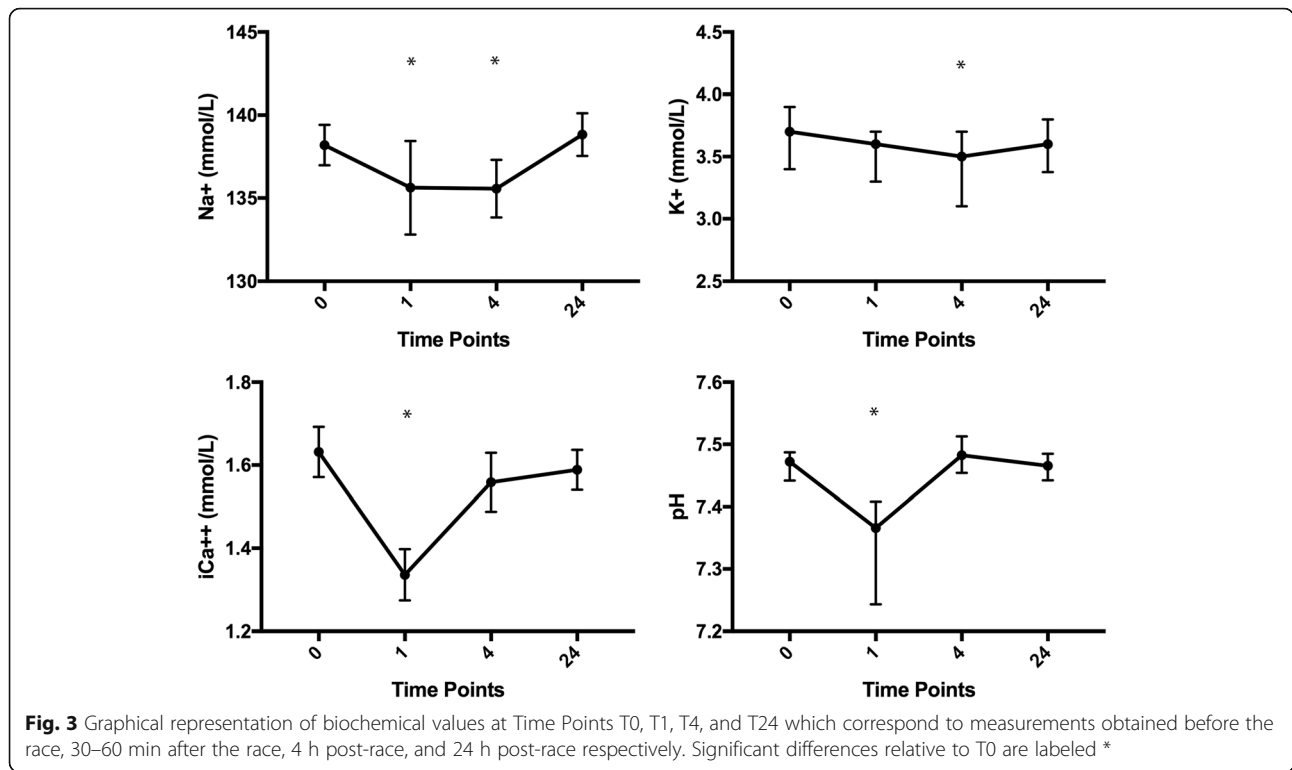 145
140
135
130
Na+ (mmol/L)
* *
0 1 4 24
Time Points
4.5
4.0
3.5
3.0
2.5
K+ (mmol/L)
*
0 1 4 24
Time Points
1.8
1.6
1.4
1.2
iCa++ (mmol/L)
*
0 1 4 24
Time Points
7.6
7.5
7.4
7.3
7.2
pH
*
0 1 4 24
Time Points
Fig. 3 Graphical representation of biochemical values at Time Points T0, T1, T4, and T24 which correspond to measurements obtained before the
race, 30–60 min after the race, 4 h post-race, and 24 h post-race respectively. Significant differences relative to T0 are labeled *